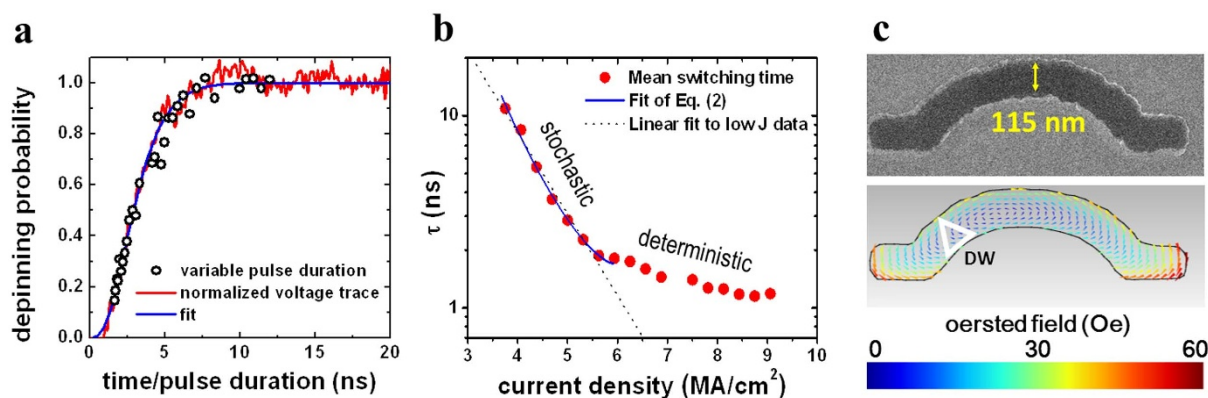 a
depinning probability
1.0
0.8
0.6
0.4
0.2
0.0
variable pulse duration
normalized voltage trace
fit
0 5 10 15 20
time/pulse duration (ns)
b
τ (ns)
10
1
Mean switching time
Fit of Eq. (2)
Linear fit to low J data
stochastic
deterministic
3 4 5 6 7 8 9 10
current density (MA/cm²)
c
115 nm
DW
oersted field (Oe)
0 30 60